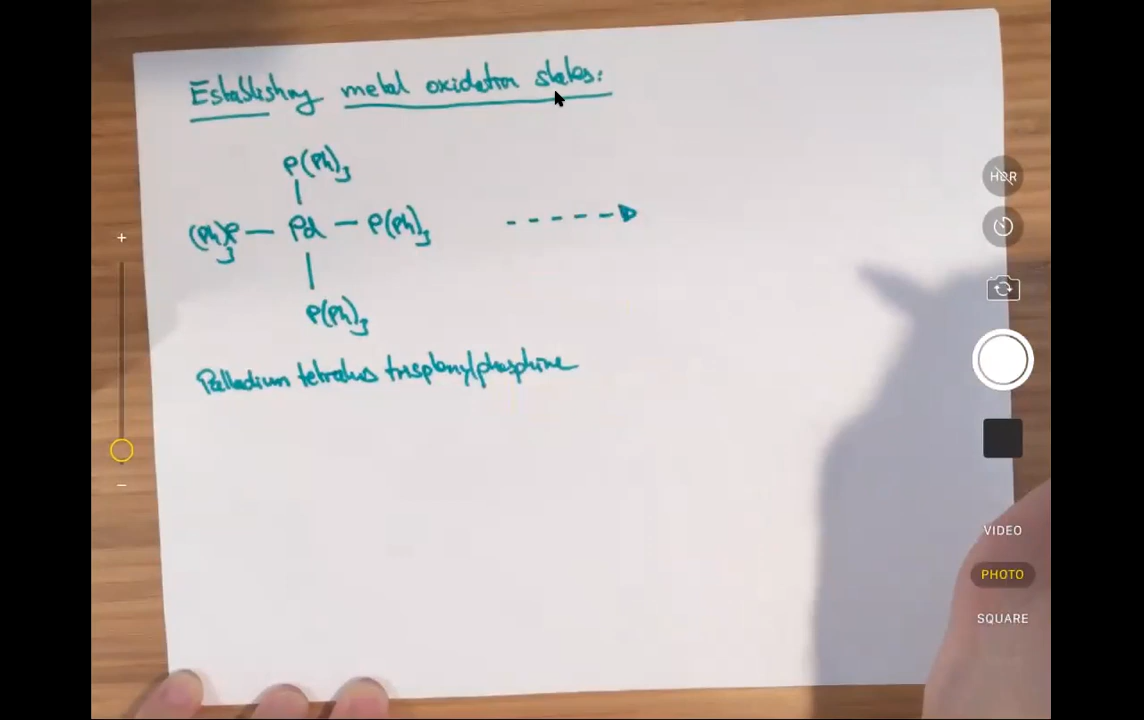 Establishing metal oxidation states:
P(Ph)3
(Ph)3P — Pd — P(Ph)3
P(Ph)3
Palladium tetrakis trisphenylphosphine
HDR
VIDEO
PHOTO
SQUARE